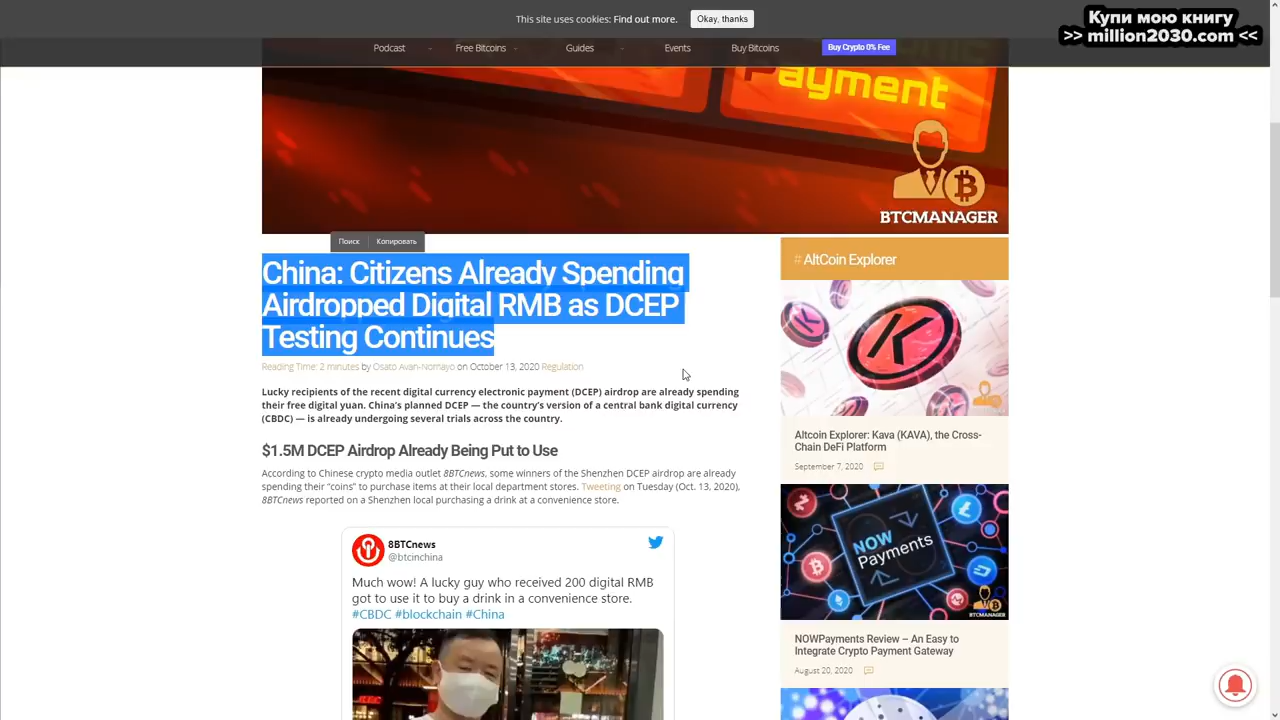 This site uses cookies: Find out more.
Okay, thanks
Купи мою книгу
>> million2030.com <<
Podcast
Free Bitcoins
Guides
Events
Buy Bitcoins
Buy Crypto 0% Fee
Payment
BTCMANAGER
Поиск
Копировать
China: Citizens Already Spending
Airdropped Digital RMB as DCEP
Testing Continues
Reading Time: 2 minutes by Osato Avan-Nomayo on October 13, 2020 Regulation
Lucky recipients of the recent digital currency electronic payment (DCEP) airdrop are already spending
their free digital yuan. China's planned DCEP — the country's version of a central bank digital currency
(CBDC) — is already undergoing several trials across the country.
$1.5M DCEP Airdrop Already Being Put to Use
According to Chinese crypto media outlet 8BTCnews, some winners of the Shenzhen DCEP airdrop are already
spending their “coins” to purchase items at their local department stores. Tweeting on Tuesday (Oct. 13, 2020),
8BTCnews reported on a Shenzhen local purchasing a drink at a convenience store.
8BTCnews
@btcinchina
Much wow! A lucky guy who received 200 digital RMB
got to use it to buy a drink in a convenience store.
#CBDC #blockchain #China
# AltCoin Explorer
Altcoin Explorer: Kava (KAVA), the Cross-
Chain DeFi Platform
September 7, 2020
NOW
Payments
BTCMANAGER
NOWPayments Review – An Easy to
Integrate Crypto Payment Gateway
August 20, 2020